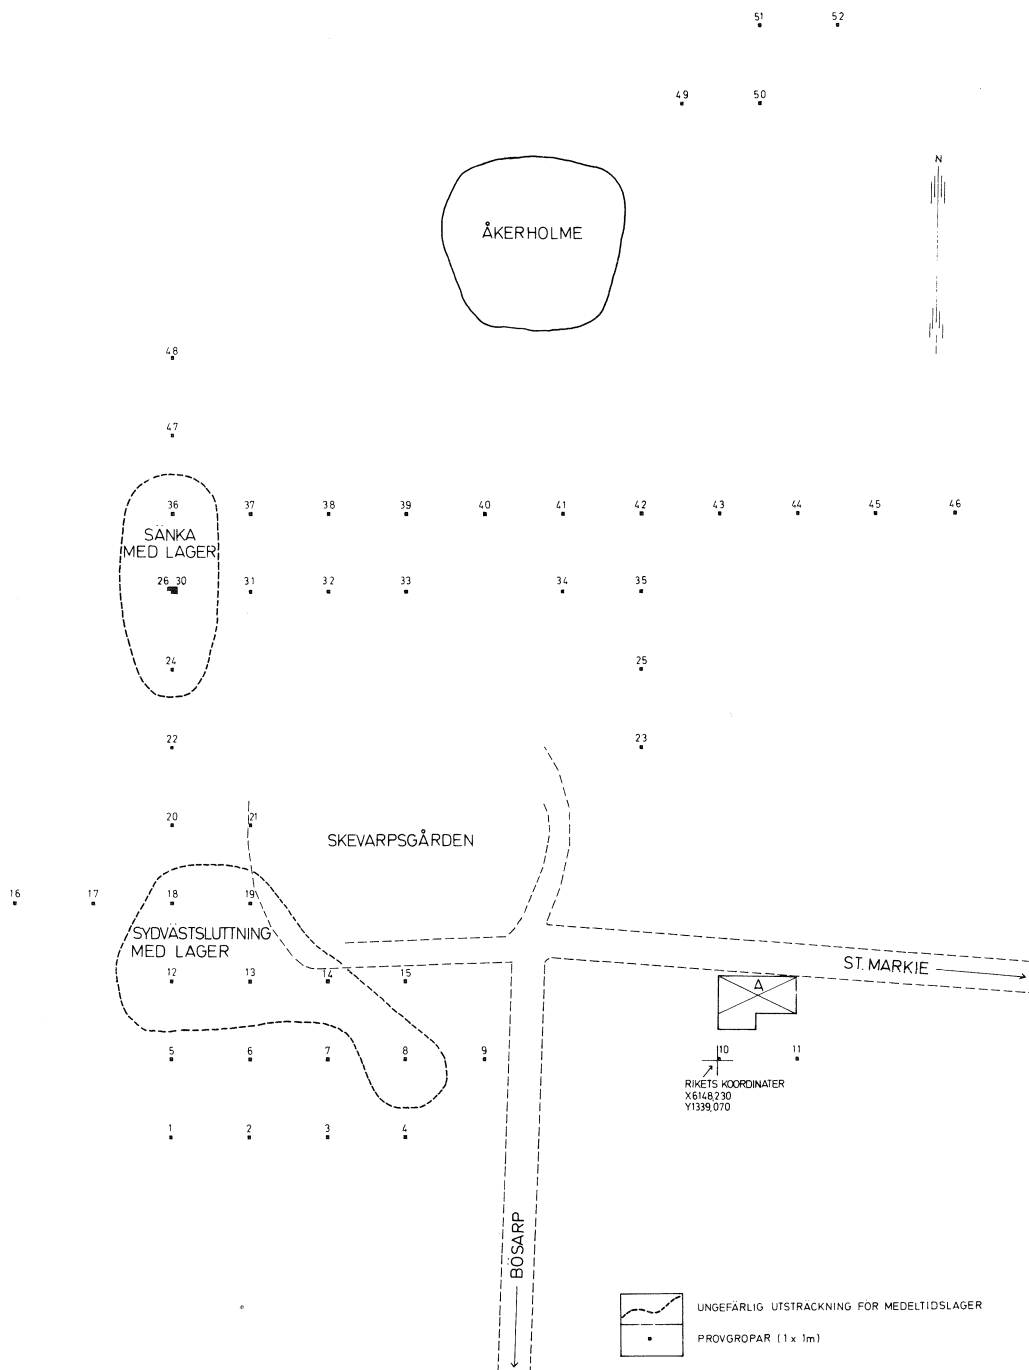 51 52
49 50
N
ÅKERHOLME
48
47
36 37 38 39 40 41 42 43 44 45 46
SÄNKA
MED LAGER
26 30 31 32 33 34 35
24 25
22 23
20 21
SKEVARPSGÅRDEN
16 17 18 19
SYDVÄSTSLUTTNING
MED LAGER
ST. MARKIE
12 13 14 15
A
5 6 7 8 9 10 11
RIKETS KOORDINATER
X6148,230
Y1339,070
1 2 3 4
BÖSARP
UNGEFÄRLIG UTSTRÄCKNING FÖR MEDELTIDSLAGER
PROVGROPAR (1 x 1m)